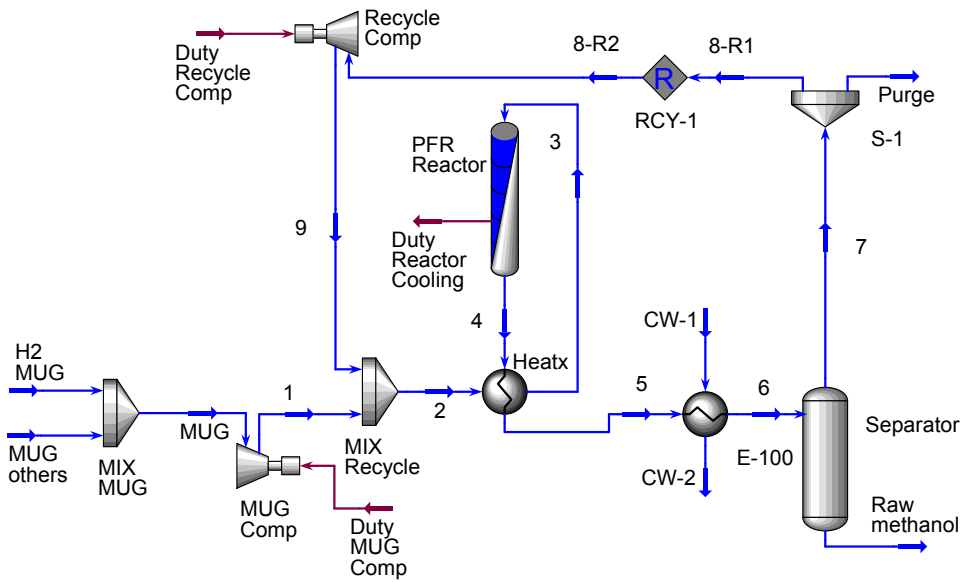 Recycle
Comp
Duty
Recycle
Comp
8-R2
8-R1
R
RCY-1
Purge
S-1
PFR
Reactor
3
9
Duty
Reactor
Cooling
7
4
CW-1
H2
MUG
Heatx
1
2
5
6
MUG
MUG
others
MIX
MUG
MIX
Recycle
CW-2
E-100
Separator
MUG
Comp
Duty
MUG
Comp
Raw
methanol